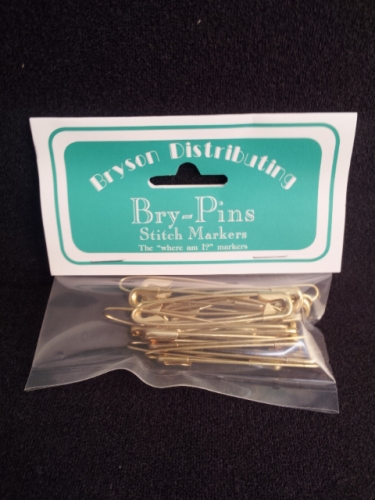 Bryson Distributing
Bry-Pins
Stitch Markers
The "where am I?" markers